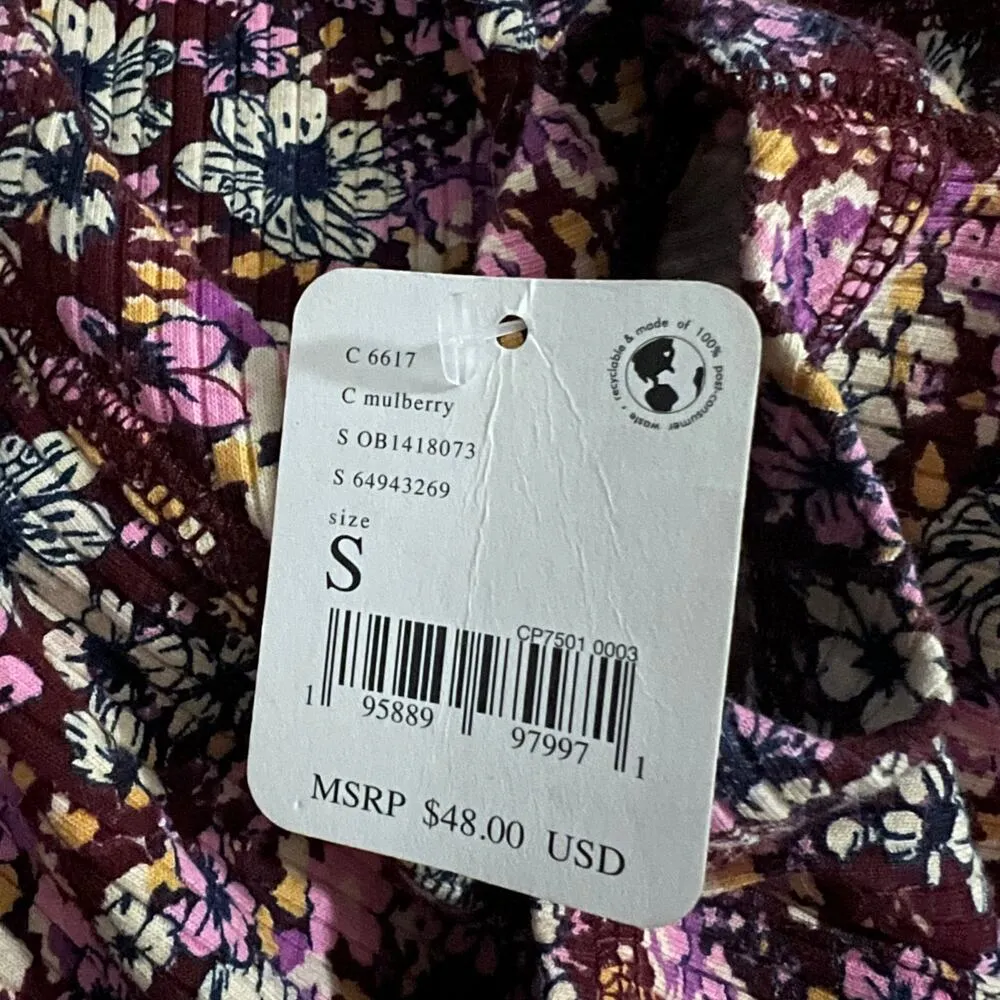 C 6617
C mulberry
S OB1418073
S 64943269
size
S
recyclable & made of 100% post-consumer waste •
CP7501 0003
1 95889 97997 1
MSRP $48.00 USD